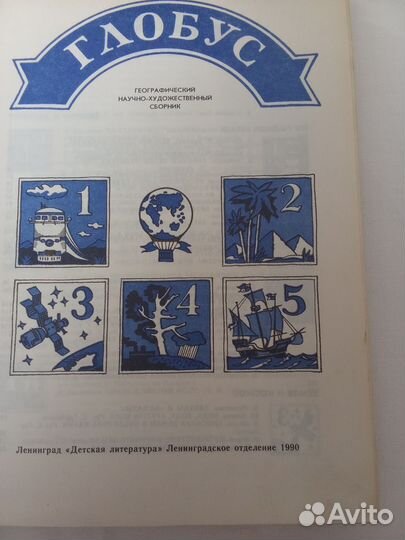 ГЛОБУС
ГЕОГРАФИЧЕСКИЙ
НАУЧНО-ХУДОЖЕСТВЕННЫЙ
СБОРНИК
1
2
3
4
5
Ленинград «Детская литература» Ленинградское отделение 1990
Avito